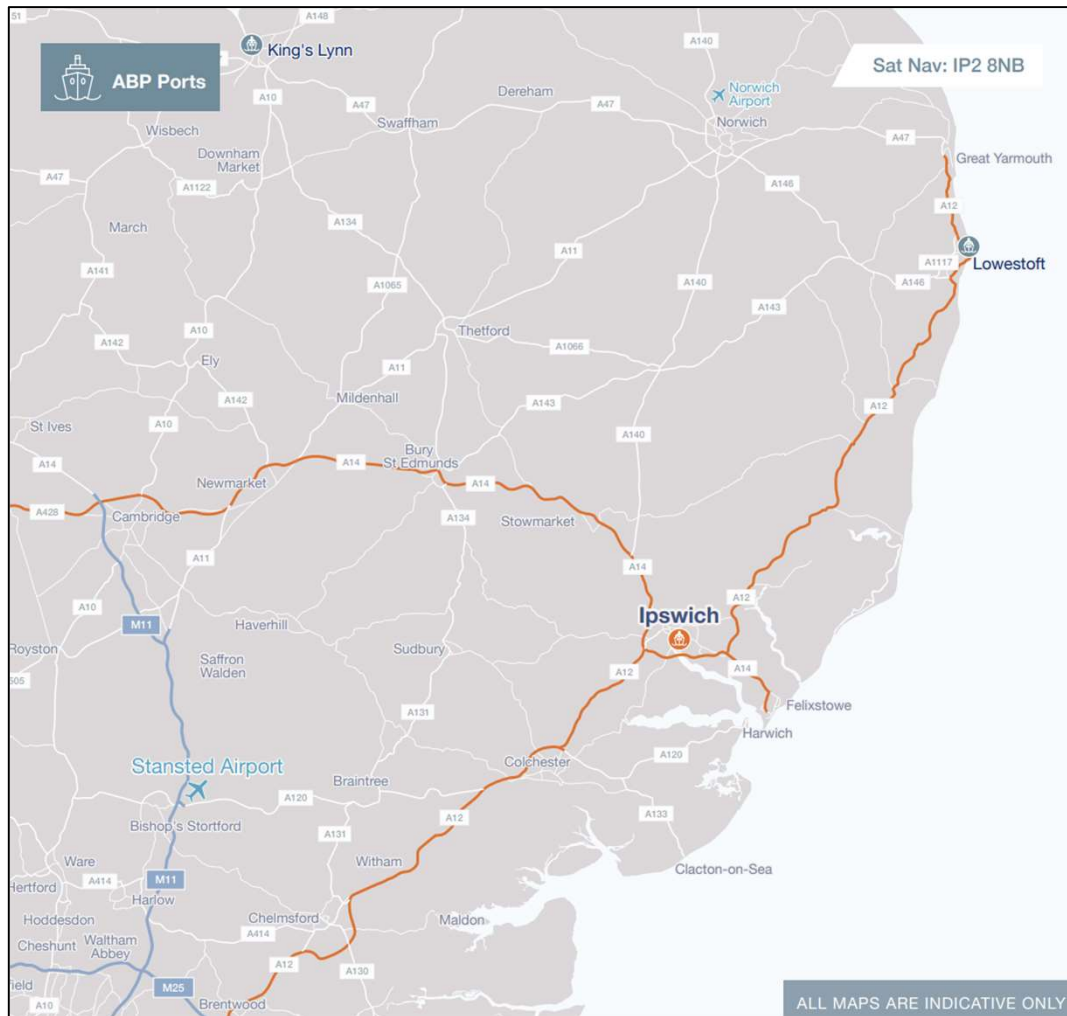 51
A148
King's Lynn
A140
ABP Ports
Sat Nav: IP2 8NB
A10
A47
Dereham
A47
Norwich
Airport
Swaffham
Norwich
Wisbech
A47
Downham
Market
Great Yarmouth
A47
A1122
A146
A12
March
A134
A11
A1117
Lowestoft
A141
A1065
A140
A146
A143
A10
Thetford
A142
A1066
Ely
A11
A142
Mildenhall
A143
A12
St Ives
A10
A140
Bury
St Edmunds
A14
A14
Newmarket
A14
A428
Cambridge
A134
Stowmarket
A11
A14
A10
A12
M11
Haverhill
Ipswich
Royston
Sudbury
Saffron
Walden
A12
A14
505
Felixstowe
A131
Harwich
A120
Stansted Airport
Colchester
Braintree
A120
A133
A12
Bishop's Stortford
A131
Ware
Witham
Clacton-on-Sea
Hertford
A414
M11
Harlow
Hoddesdon
Chelmsford
Maldon
Cheshunt
Waltham
Abbey
A414
A12
A130
field
M25
A10
Brentwood
ALL MAPS ARE INDICATIVE ONLY